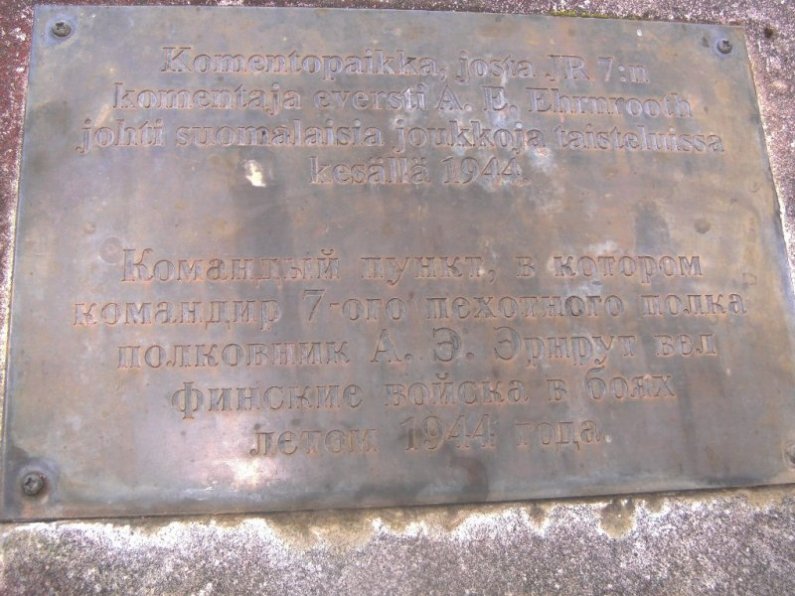 Komentopaikka, josta JR 7:n
komentaja eversti A. E. Ehrnrooth
johti suomalaisia joukkoja taisteluissa
kesällä 1944.
Командый пункт, в котором
командир 7-ого пехотного полка
полковник А. Э. Эрнрут вел
финские войска в боях
летом 1944 года.